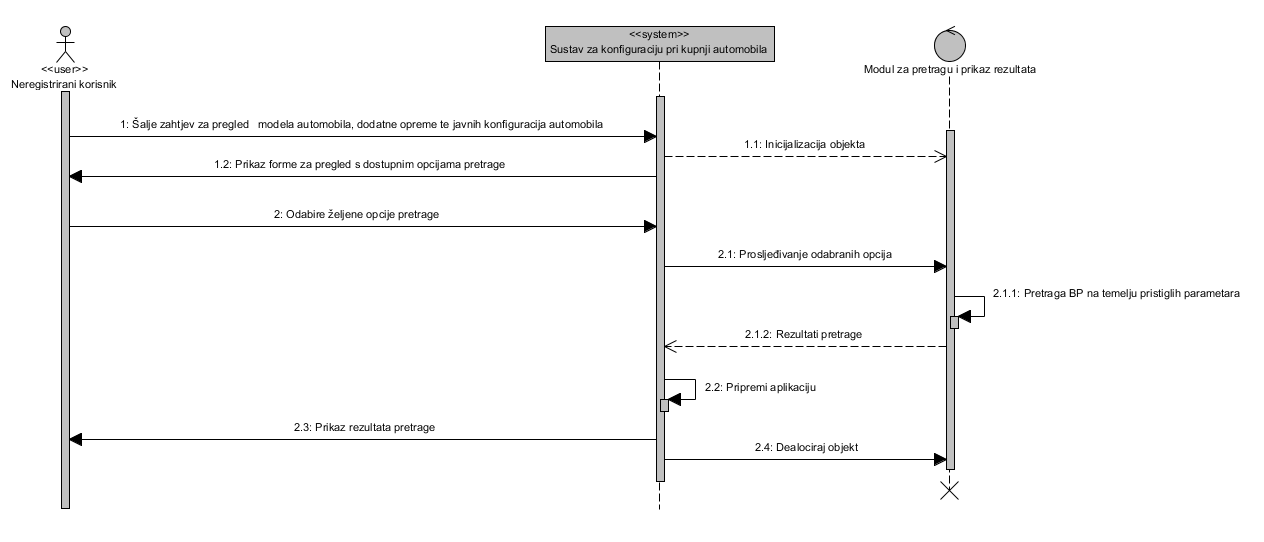 <<user>>
Neregistrirani korisnik
<<system>>
Sustav za konfiguraciju pri kupnji automobila
Modul za pretragu i prikaz rezultata
1: Šalje zahtjev za pregled modela automobila, dodatne opreme te javnih konfiguracija automobila
1.1: Inicijalizacija objekta
1.2: Prikaz forme za pregled s dostupnim opcijama pretrage
2: Odabire željene opcije pretrage
2.1: Prosljeđivanje odabranih opcija
2.1.1: Pretraga BP na temelju pristiglih parametara
2.1.2: Rezultati pretrage
2.2: Pripremi aplikaciju
2.3: Prikaz rezultata pretrage
2.4: Dealociraj objekt